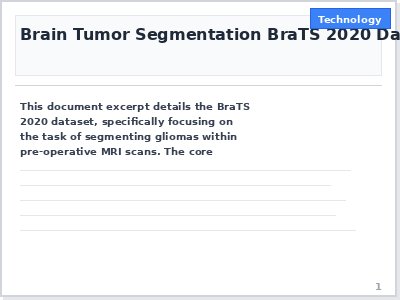 Technology
Brain Tumor Segmentation BraTS 2020 Da
This document excerpt details the BraTS
2020 dataset, specifically focusing on
the task of segmenting gliomas within
pre-operative MRI scans. The core
1